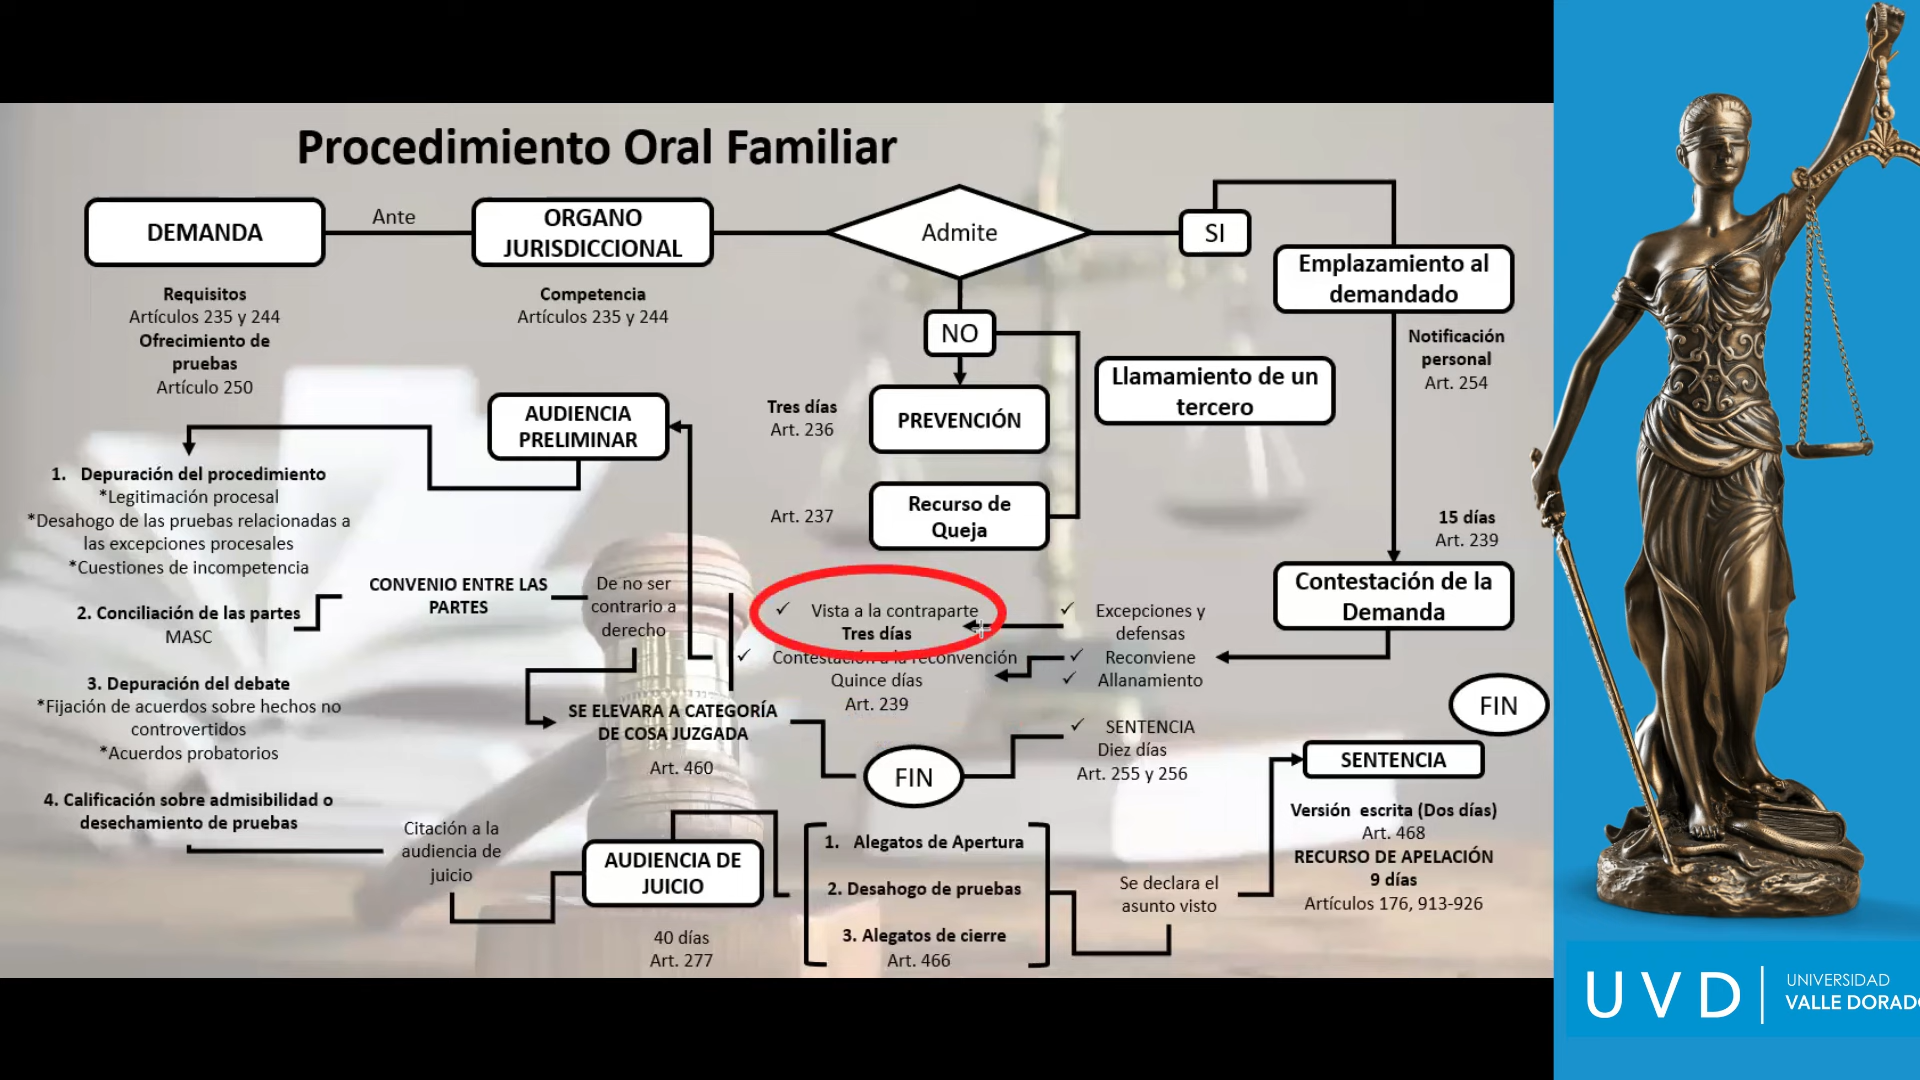 Procedimiento Oral Familiar
DEMANDA
Ante
ORGANO
JURISDICCIONAL
Admite
SI
Emplazamiento al
demandado
Requisitos
Artículos 235 y 244
Ofrecimiento de
pruebas
Artículo 250
Competencia
Artículos 235 y 244
NO
Notificación
personal
Art. 254
Llamamiento de un
tercero
Tres días
Art. 236
PREVENCIÓN
AUDIENCIA
PRELIMINAR
Art. 237
Recurso de
Queja
15 días
Art. 239
Contestación de la
Demanda
1. Depuración del procedimiento
*Legitimación procesal
*Desahogo de las pruebas relacionadas a
las excepciones procesales
*Cuestiones de incompetencia
2. Conciliación de las partes
MASC
CONVENIO ENTRE LAS
PARTES
De no ser
contrario a
derecho
✓ Vista a la contraparte
Tres días
✓ Contestación a la reconvención
Quince días
Art. 239
✓ Excepciones y
defensas
✓ Reconviene
✓ Allanamiento
3. Depuración del debate
*Fijación de acuerdos sobre hechos no
controvertidos
*Acuerdos probatorios
SE ELEVARA A CATEGORÍA
DE COSA JUZGADA
Art. 460
FIN
✓ SENTENCIA
Diez días
Art. 255 y 256
FIN
SENTENCIA
Versión escrita (Dos días)
Art. 468
RECURSO DE APELACIÓN
9 días
Artículos 176, 913-926
4. Calificación sobre admisibilidad o
desechamiento de pruebas
Citación a la
audiencia de
juicio
AUDIENCIA DE
JUICIO
40 días
Art. 277
1. Alegatos de Apertura
2. Desahogo de pruebas
3. Alegatos de cierre
Art. 466
Se declara el
asunto visto
UVD
UNIVERSIDAD
VALLE DORADO